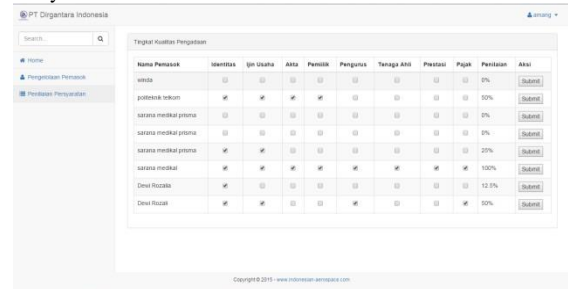 PT Dirgantara Indonesia
amang
Search...
Home
Pengelolaan Pemasok
Penilaian Persyaratan
Tingkat Kualitas Pengadaan
Nama Pemasok Identitas Ijin Usaha Akta Pemilik Pengurus Tenaga Ahli Prestasi Pajak Penilaian Aksi
winda 0% Submit
politeknik telkom 50% Submit
sarana medikal prisma 0% Submit
sarana medikal prisma 0% Submit
sarana medikal prisma 25% Submit
sarana medikal 100% Submit
Devi Rozalis 12.5% Submit
Devi Rozali 50% Submit
Copyright © 2015 - www.indonesian-aerospace.com